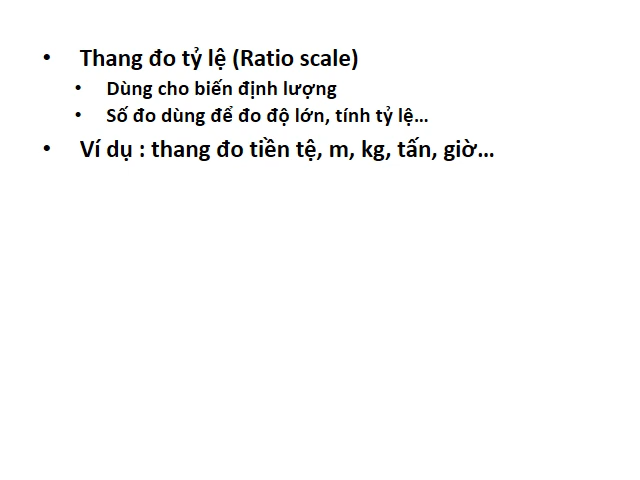 • Thang đo tỷ lệ (Ratio scale)
• Dùng cho biến định lượng
• Số đo dùng để đo độ lớn, tính tỷ lệ…
• Ví dụ : thang đo tiền tệ, m, kg, tấn, giờ…